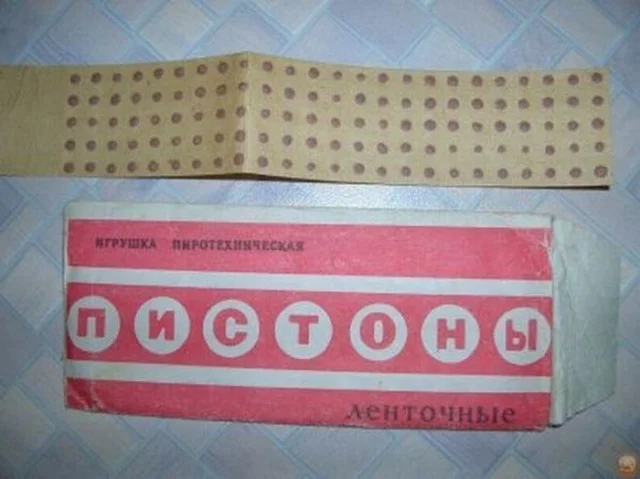 ИГРУШКА ПИРОТЕХНИЧЕСКАЯ
ПИСТОНЫ
ленточные